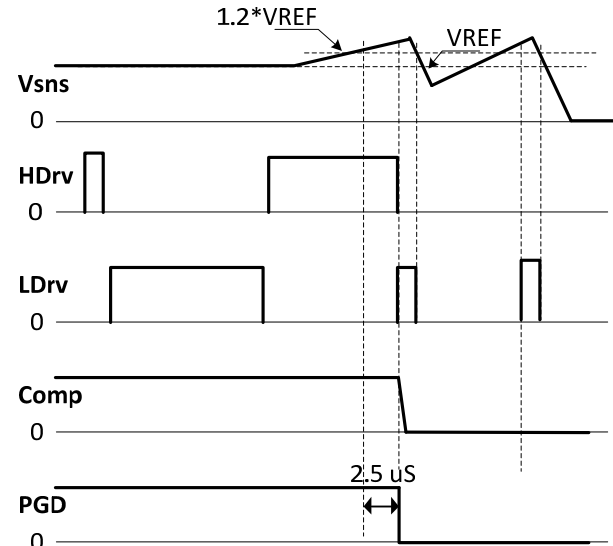 1.2*VREF
VREF
Vsns
0
HDrv
0
LDrv
0
Comp
0
2.5 uS
PGD
0